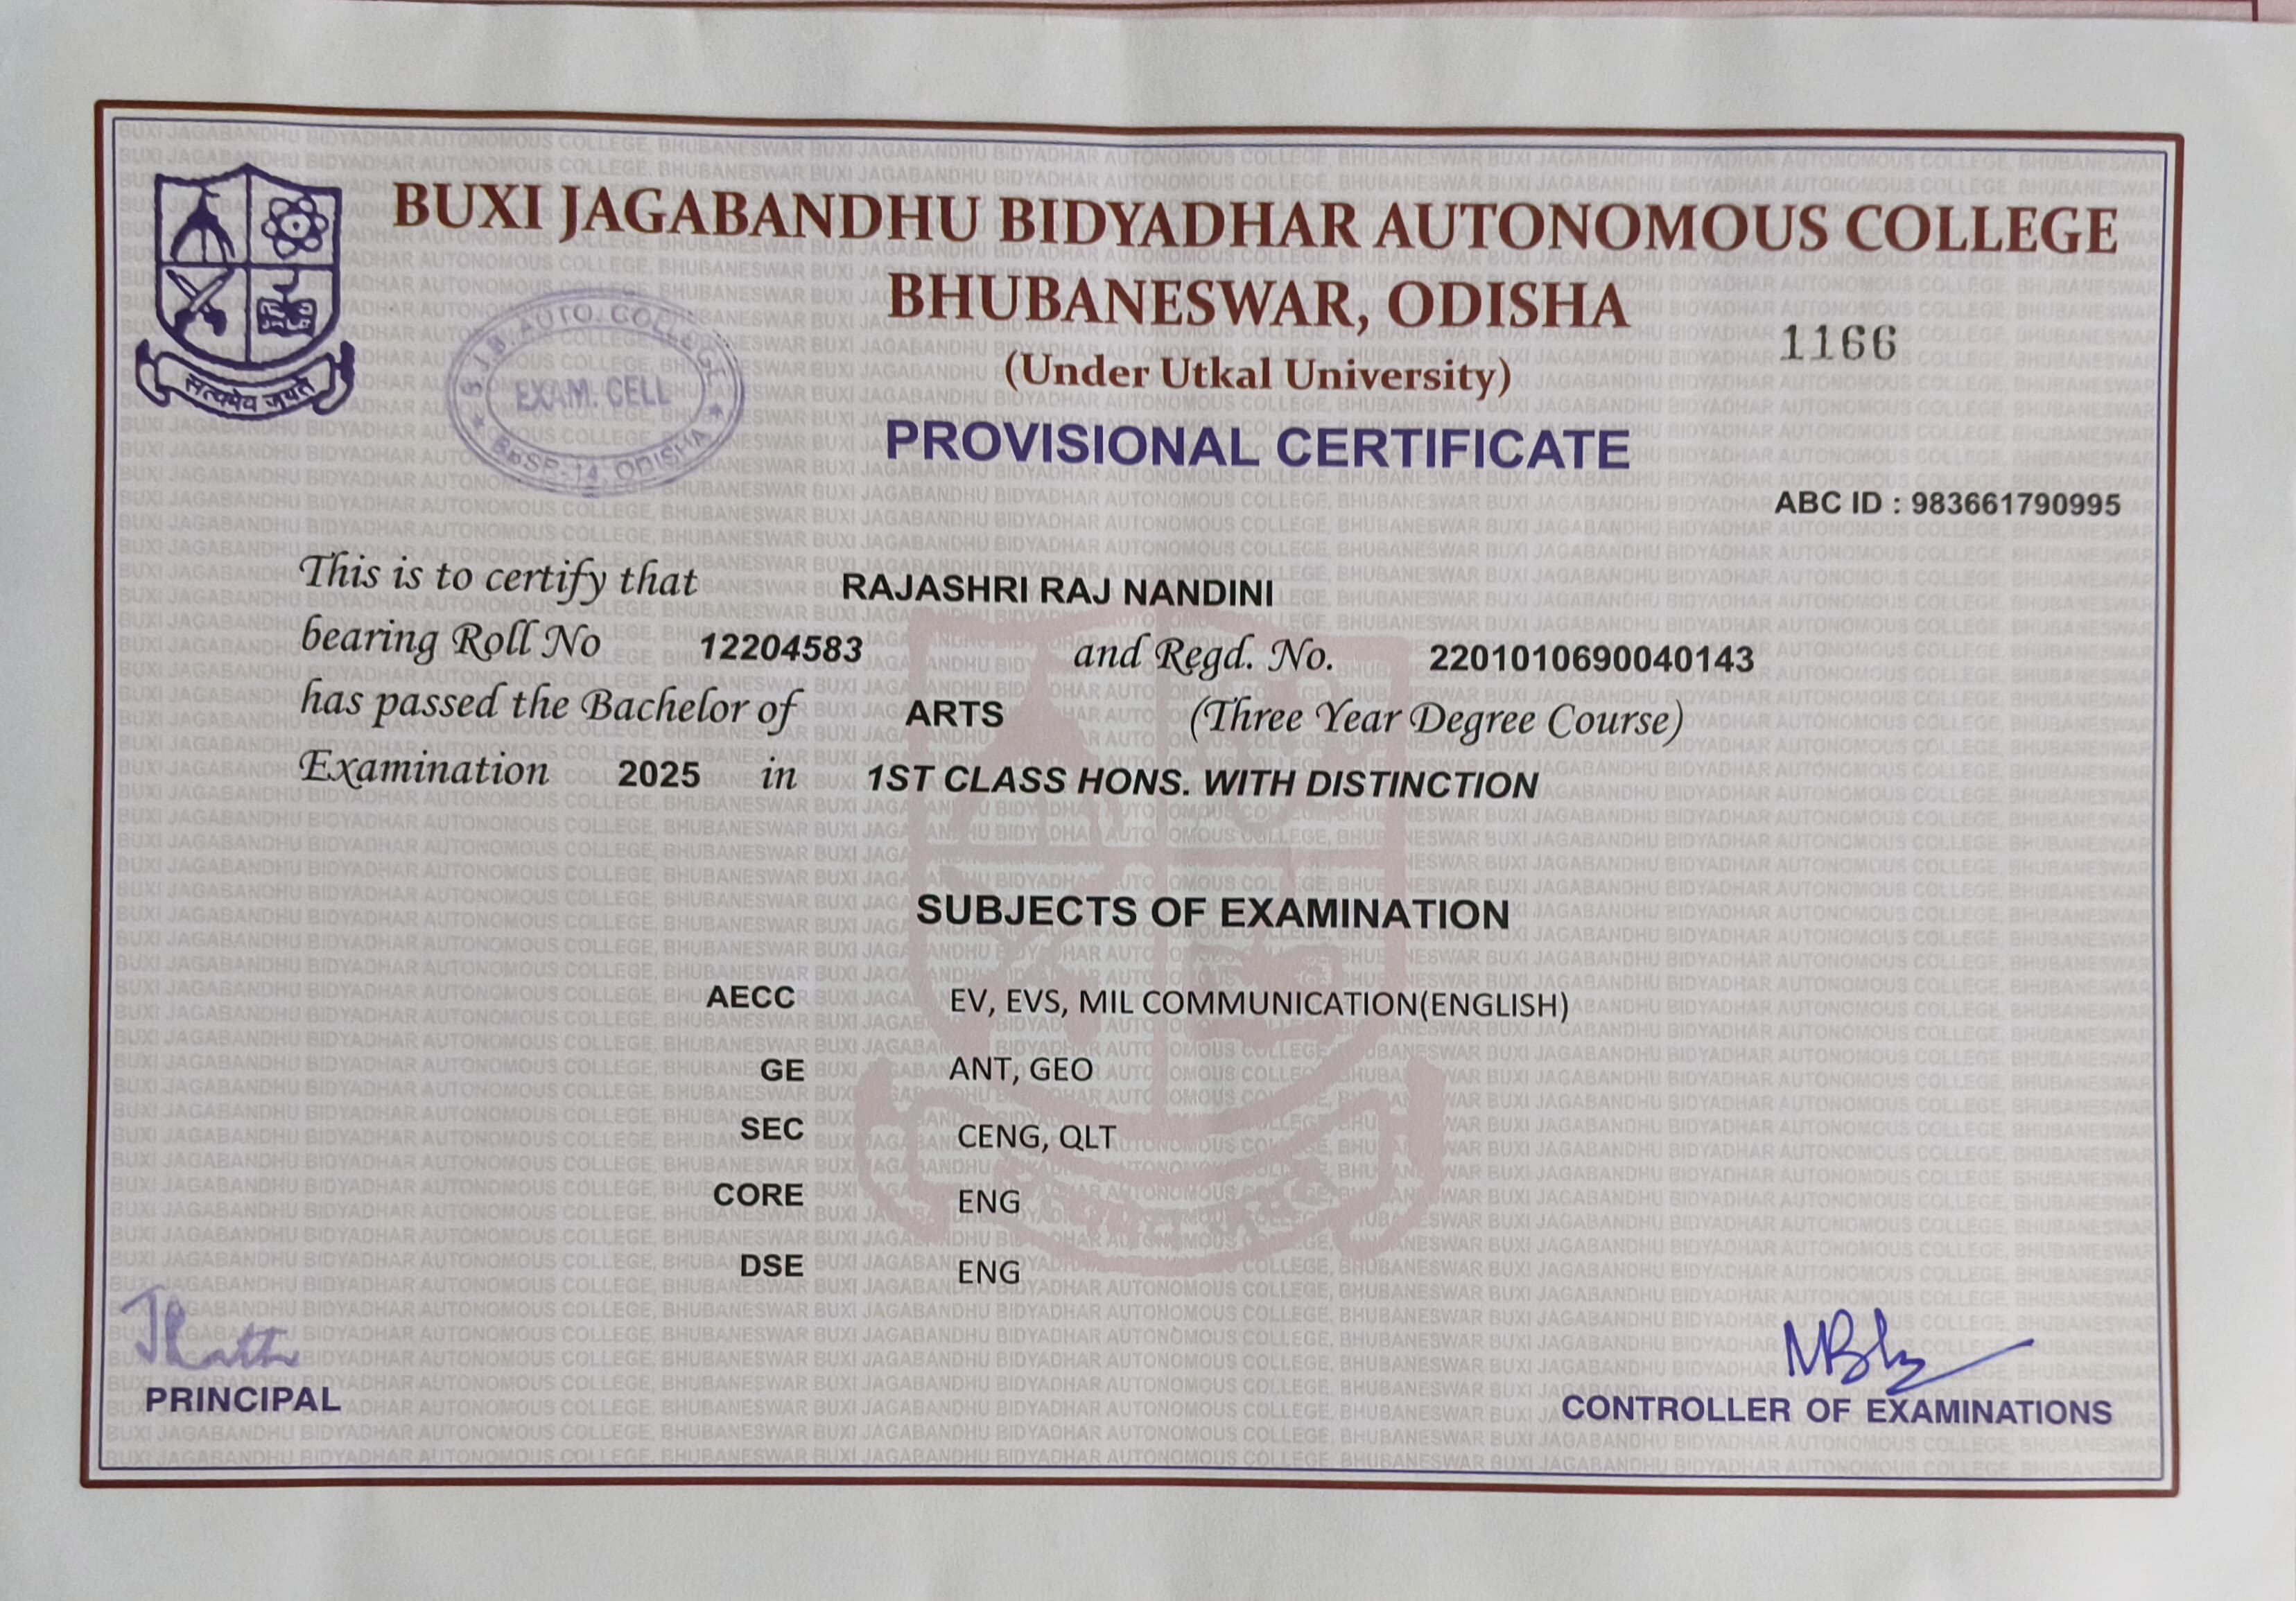 BUXI JAGABANDHU BIDYADHAR AUTONOMOUS COLLEGE
BHUBANESWAR, ODISHA
1166
(Under Utkal University)
सत्यमेव जयते
B.J.B. AUTO. COLLEGE
EXAM. CELL
BBSR-14, ODISHA
PROVISIONAL CERTIFICATE
ABC ID : 983661790995
This is to certify that RAJASHRI RAJ NANDINI
bearing Roll No 12204583 and Regd. No. 2201010690040143
has passed the Bachelor of ARTS (Three Year Degree Course)
Examination 2025 in 1ST CLASS HONS. WITH DISTINCTION
SUBJECTS OF EXAMINATION
AECC EV, EVS, MIL COMMUNICATION(ENGLISH)
GE ANT, GEO
SEC CENG, QLT
CORE ENG
DSE ENG
PRINCIPAL
CONTROLLER OF EXAMINATIONS